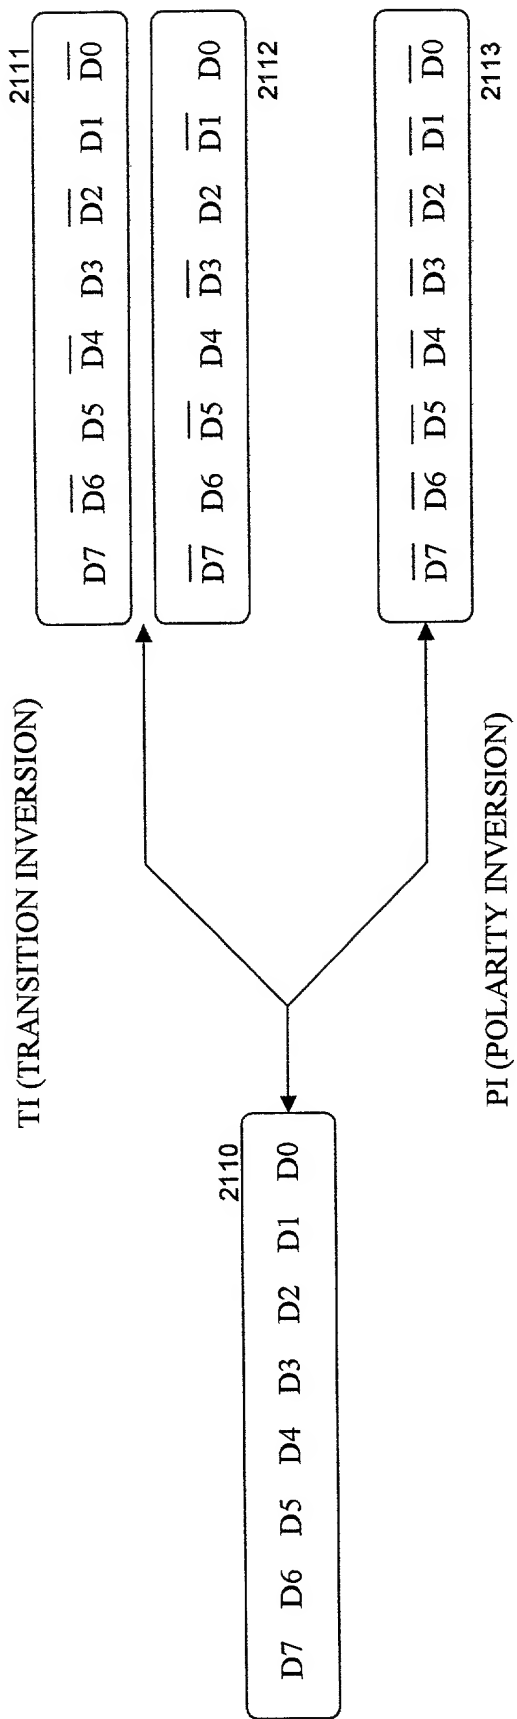 TI (TRANSITION INVERSION)
2111
D7 D̅6̅ D5 D̅4̅ D3 D̅2̅ D1 D̅0̅
D̅7̅ D6 D̅5̅ D4 D̅3̅ D2 D̅1̅ D0
2112
2110
D7 D6 D5 D4 D3 D2 D1 D0
D̅7̅ D̅6̅ D̅5̅ D̅4̅ D̅3̅ D̅2̅ D̅1̅ D̅0̅
2113
PI (POLARITY INVERSION)